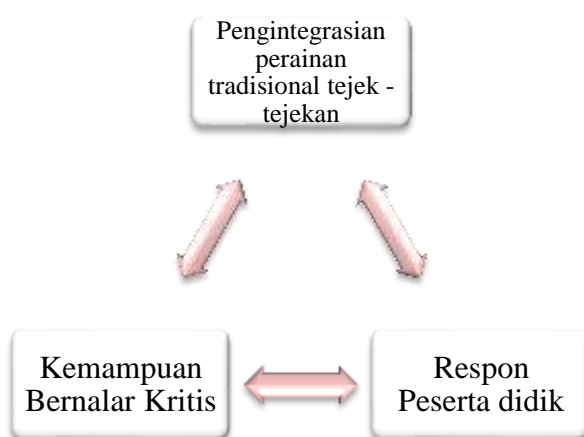 Pengintegrasian
perainan
tradisional tejek -
tejekan
Kemampuan
Bernalar Kritis
Respon
Peserta didik